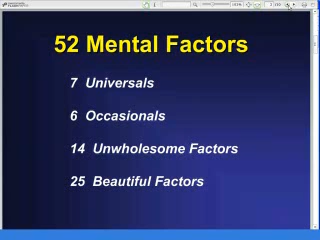 52 Mental Factors
7 Universals
6 Occasionals
14 Unwholesome Factors
25 Beautiful Factors